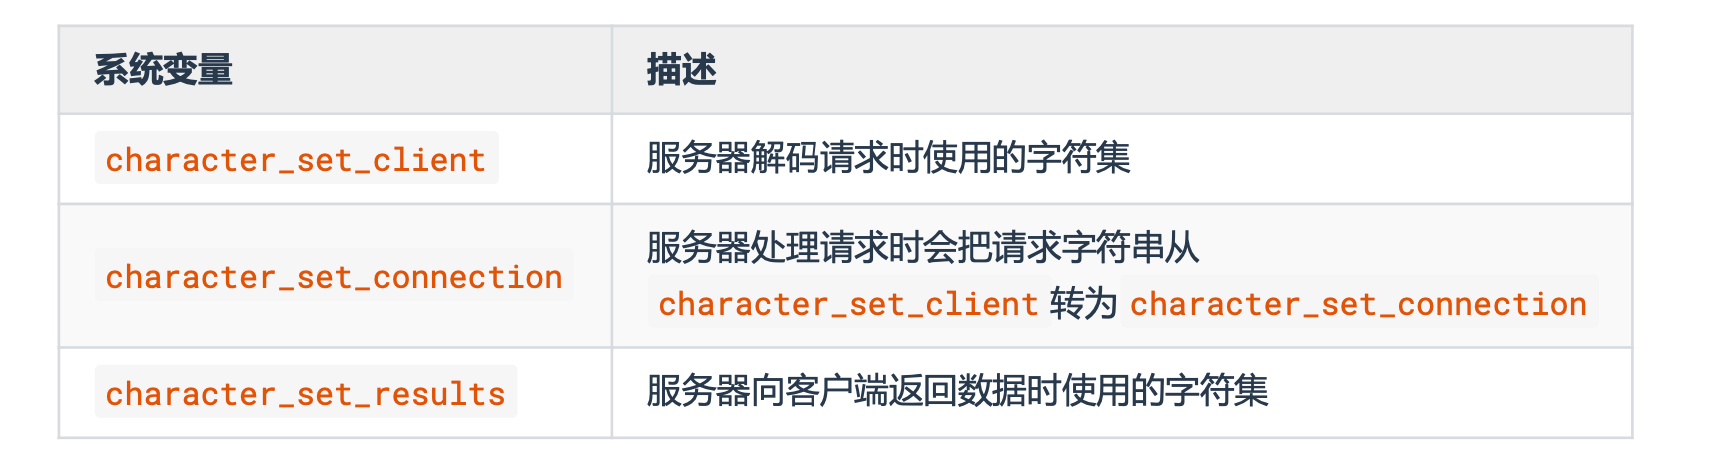 系统变量 描述
character_set_client 服务器解码请求时使用的字符集
character_set_connection 服务器处理请求时会把请求字符串从
character_set_client 转为 character_set_connection
character_set_results 服务器向客户端返回数据时使用的字符集